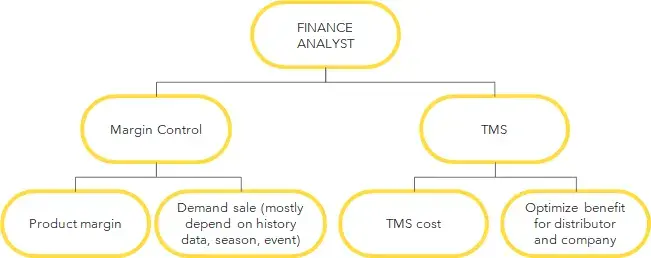 FINANCE
ANALYST
Margin Control
TMS
Product margin
Demand sale (mostly
depend on history
data, season, event)
TMS cost
Optimize benefit
for distributor
and company